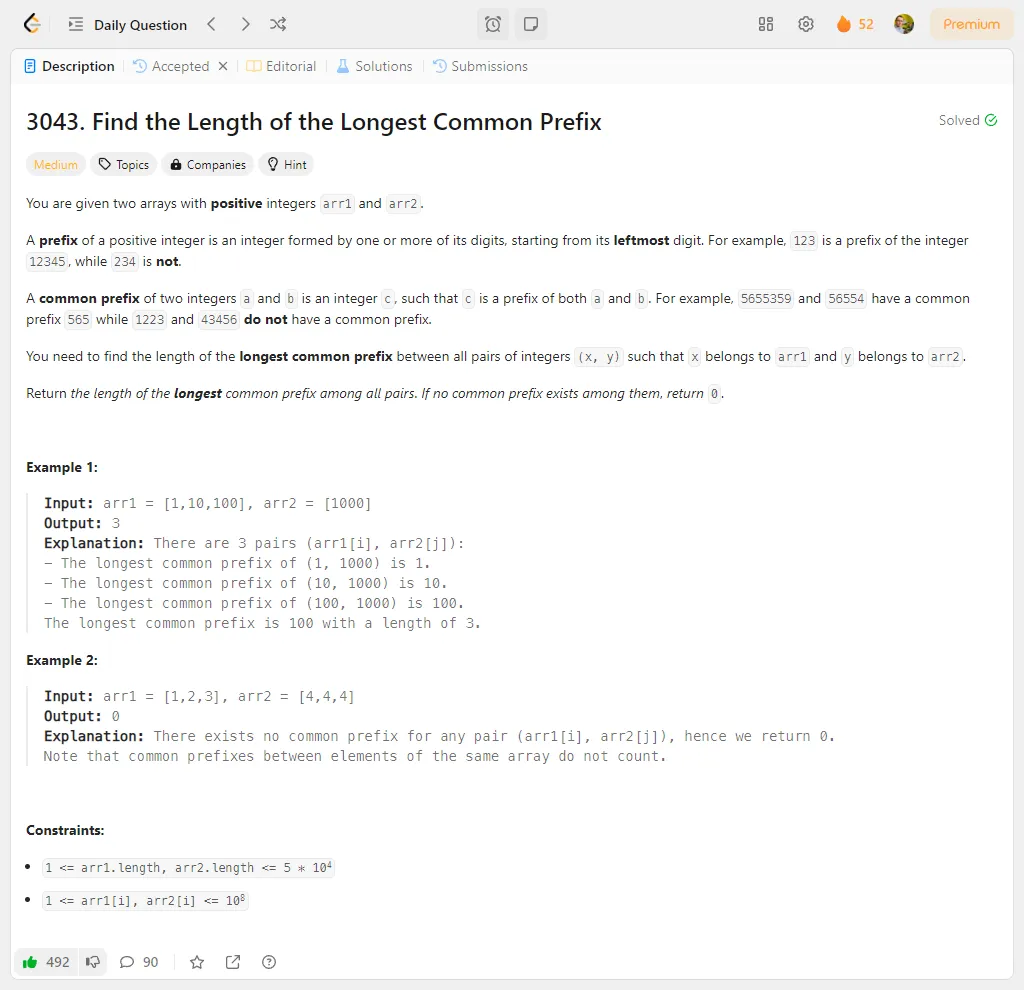 Daily Question
52
Premium
Description
Accepted
Editorial
Solutions
Submissions
3043. Find the Length of the Longest Common Prefix
Solved
Medium
Topics
Companies
Hint
You are given two arrays with positive integers arr1 and arr2.
A prefix of a positive integer is an integer formed by one or more of its digits, starting from its leftmost digit. For example, 123 is a prefix of the integer
12345, while 234 is not.
A common prefix of two integers a and b is an integer c, such that c is a prefix of both a and b. For example, 5655359 and 56554 have a common
prefix 565 while 1223 and 43456 do not have a common prefix.
You need to find the length of the longest common prefix between all pairs of integers (x, y) such that x belongs to arr1 and y belongs to arr2.
Return the length of the longest common prefix among all pairs. If no common prefix exists among them, return 0.
Example 1:
Input: arr1 = [1,10,100], arr2 = [1000]
Output: 3
Explanation: There are 3 pairs (arr1[i], arr2[j]):
- The longest common prefix of (1, 1000) is 1.
- The longest common prefix of (10, 1000) is 10.
- The longest common prefix of (100, 1000) is 100.
The longest common prefix is 100 with a length of 3.
Example 2:
Input: arr1 = [1,2,3], arr2 = [4,4,4]
Output: 0
Explanation: There exists no common prefix for any pair (arr1[i], arr2[j]), hence we return 0.
Note that common prefixes between elements of the same array do not count.
Constraints:
• 1 <= arr1.length, arr2.length <= 5 * 10⁴
• 1 <= arr1[i], arr2[i] <= 10⁸
492
90